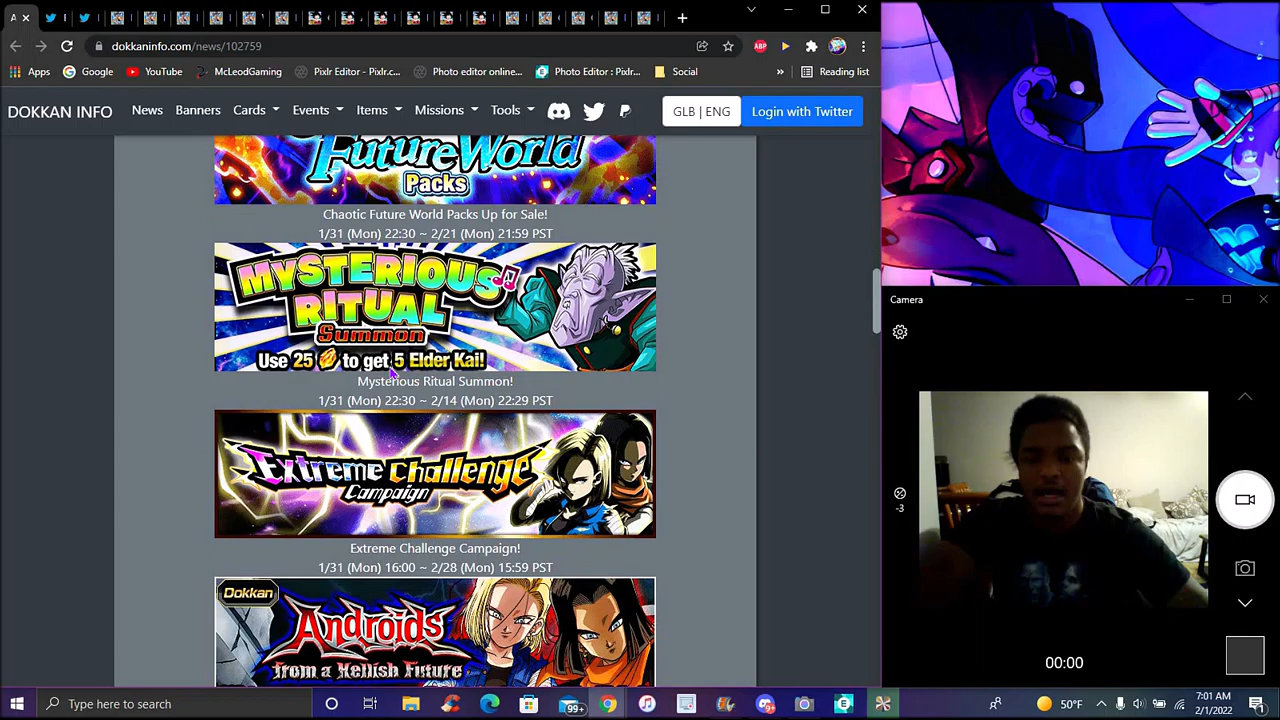 A
dokkaninfo.com/news/102759
ABP
Apps
Google
YouTube
McLeodGaming
Pixlr Editor - Pixlr.c...
Photo editor online...
Photo Editor : Pixlr...
Social
»
Reading list
DOKKAN INFO
News
Banners
Cards
Events
Items
Missions
Tools
GLB | ENG
Login with Twitter
FutureWorld
Packs
Chaotic Future World Packs Up for Sale!
1/31 (Mon) 22:30 ~ 2/21 (Mon) 21:59 PST
MYSTERIOUS
RITUAL
Summon
Use 25 to get 5 Elder Kai!
Mysterious Ritual Summon!
1/31 (Mon) 22:30 ~ 2/14 (Mon) 22:29 PST
Extreme Challenge
Campaign
Extreme Challenge Campaign!
1/31 (Mon) 16:00 ~ 2/28 (Mon) 15:59 PST
Dokkan
Androids
from a Hellish Future
Camera
-3
00:00
Type here to search
99+
50°F
7:01 AM
2/1/2022
1